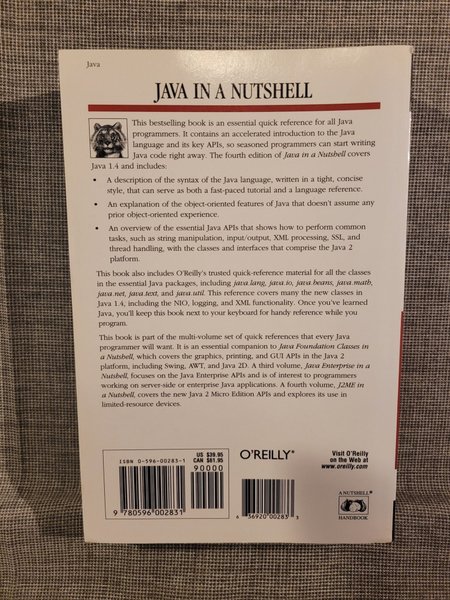 Java
JAVA IN A NUTSHELL
This bestselling book is an essential quick reference for all Java
programmers. It contains an accelerated introduction to the Java
language and its key APIs, so seasoned programmers can start writing
Java code right away. The fourth edition of Java in a Nutshell covers
Java 1.4 and includes:
• A description of the syntax of the Java language, written in a tight, concise
style, that can serve as both a fast-paced tutorial and a language reference.
• An explanation of the object-oriented features of Java that doesn't assume any
prior object-oriented experience.
• An overview of the essential Java APIs that shows how to perform common
tasks, such as string manipulation, input/output, XML processing, SSL, and
thread handling, with the classes and interfaces that comprise the Java 2
platform.
This book also includes O'Reilly's trusted quick-reference material for all the classes
in the essential Java packages, including java.lang, java.io, java.beans, java.math,
java.net, java.text, and java.util. This reference covers many the new classes in
Java 1.4, including the NIO, logging, and XML functionality. Once you've learned
Java, you'll keep this book next to your keyboard for handy reference while you
program.
This book is part of the multi-volume set of quick references that every Java
programmer will want. It is an essential companion to Java Foundation Classes in
a Nutshell, which covers the graphics, printing, and GUI APIs in the Java 2
platform, including Swing, AWT, and Java 2D. A third volume, Java Enterprise in a
Nutshell, focuses on the Java Enterprise APIs and is of interest to programmers
working on server-side or enterprise Java applications. A fourth volume, J2ME in
a Nutshell, covers the new Java 2 Micro Edition APIs and explores its use in
limited-resource devices.
US $39.95
CAN $61.95
ISBN 0-596-00283-1
90000
9 780596 002831
O'REILLY®
6 36920 00283 3
Visit O'Reilly
on the Web at
www.oreilly.com
A NUTSHELL®
HANDBOOK